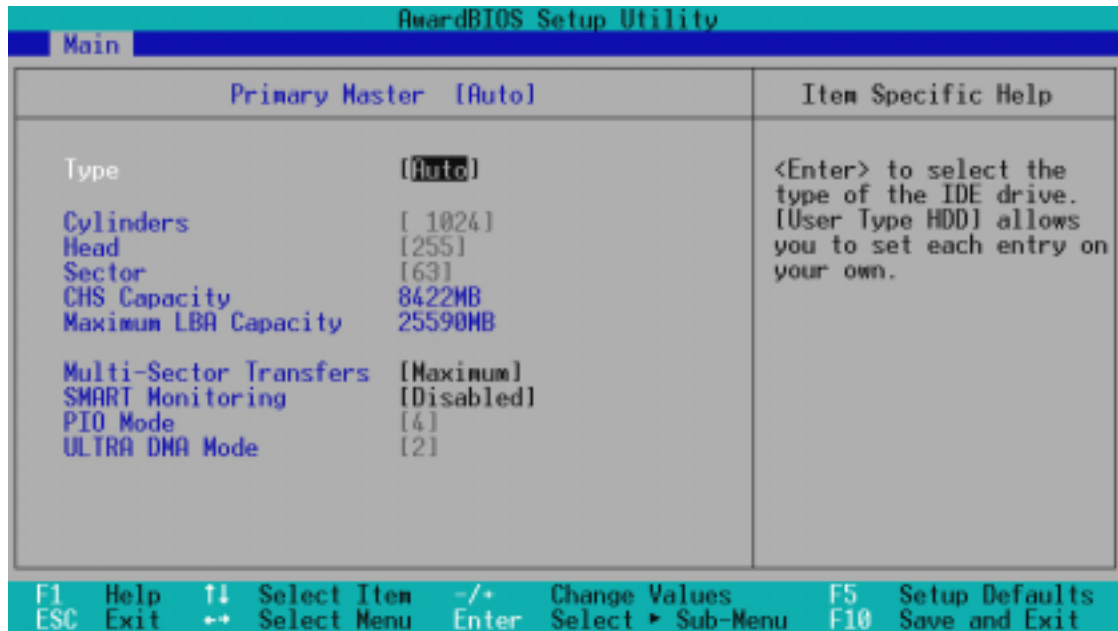 AwardBIOS Setup Utility
Main
Primary Master [Auto]
Item Specific Help
Type [Auto]
Cylinders [ 1024]
Head [255]
Sector [63]
CHS Capacity 8422MB
Maximum LBA Capacity 25590MB
Multi-Sector Transfers [Maximum]
SMART Monitoring [Disabled]
PIO Mode [4]
ULTRA DMA Mode [2]
<Enter> to select the
type of the IDE drive.
[User Type HDD] allows
you to set each entry on
your own.
F1 Help ↑↓ Select Item -/+ Change Values F5 Setup Defaults
ESC Exit ←→ Select Menu Enter Select ► Sub-Menu F10 Save and Exit